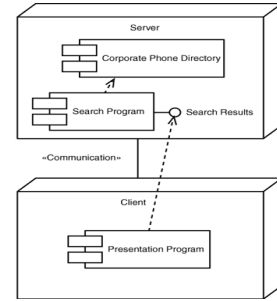 Server
Corporate Phone Directory
Search Program
Search Results
«Communication»
Client
Presentation Program